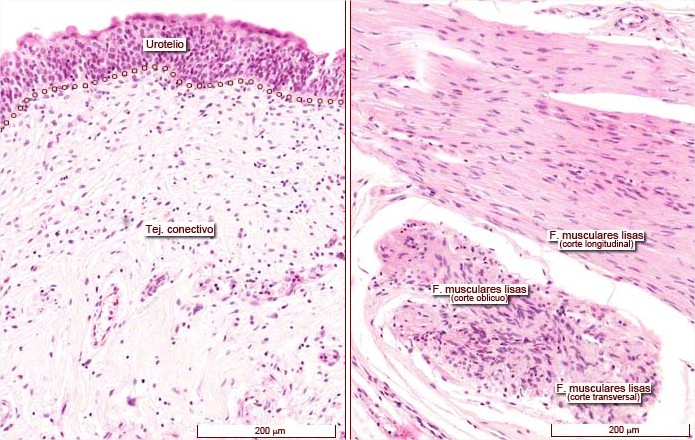 Urotelio
Tej. conectivo
200 µm
F. musculares lisas
(corte longitudinal)
F. musculares lisas
(corte oblicuo)
F. musculares lisas
(corte transversal)
200 µm